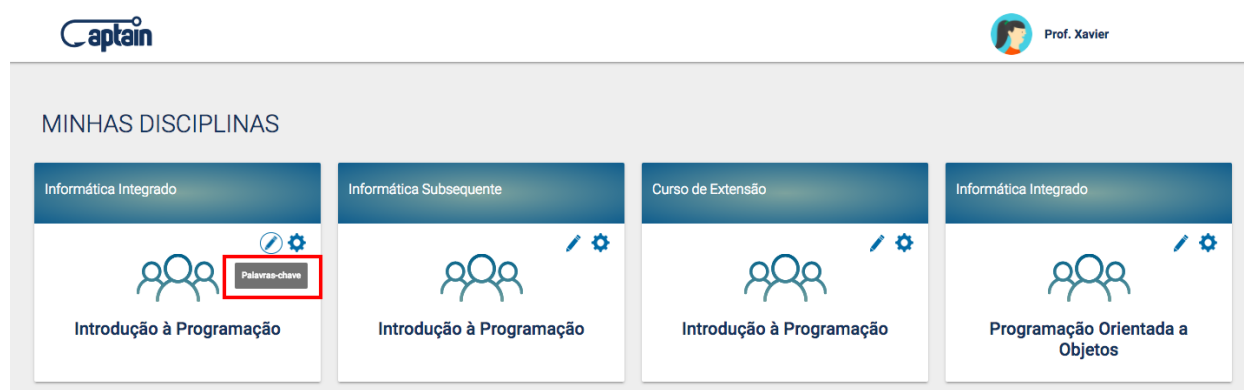 Captain
Prof. Xavier
MINHAS DISCIPLINAS
Informática Integrado
Informática Subsequente
Curso de Extensão
Informática Integrado
Palavras-chave
Introdução à Programação
Introdução à Programação
Introdução à Programação
Programação Orientada a
Objetos